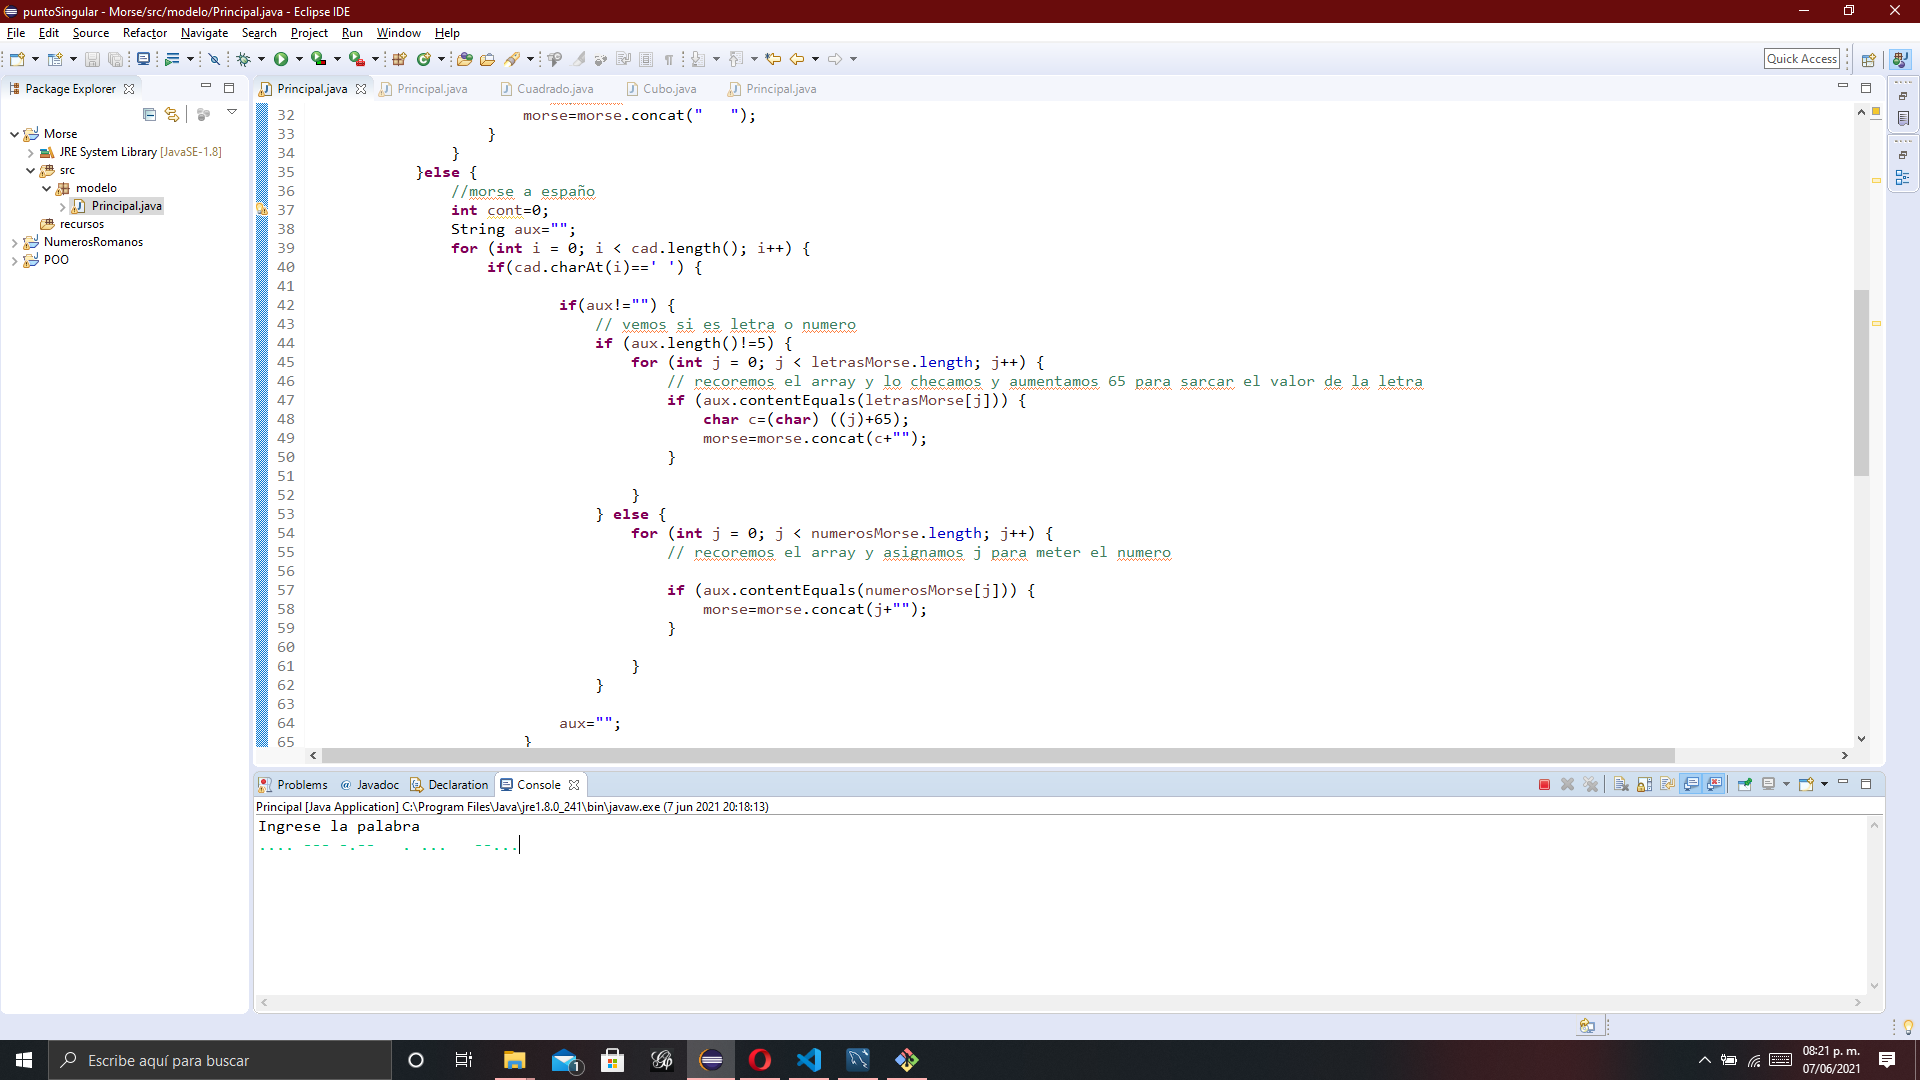 puntoSingular - Morse/src/modelo/Principal.java - Eclipse IDE
File Edit Source Refactor Navigate Search Project Run Window Help
Quick Access
Package Explorer
Morse
JRE System Library [JavaSE-1.8]
src
modelo
Principal.java
recursos
NumerosRomanos
POO
Principal.java Principal.java Cuadrado.java Cubo.java Principal.java
32 morse=morse.concat("   ");
33 }
34 }
35 }else {
36 //morse a españo
37 int cont=0;
38 String aux="";
39 for (int i = 0; i < cad.length(); i++) {
40 if(cad.charAt(i)==' ') {
41
42 if(aux!="") {
43 // vemos si es letra o numero
44 if (aux.length()!=5) {
45 for (int j = 0; j < letrasMorse.length; j++) {
46 // recoremos el array y lo checamos y aumentamos 65 para sarcar el valor de la letra
47 if (aux.contentEquals(letrasMorse[j])) {
48 char c=(char) ((j)+65);
49 morse=morse.concat(c+"");
50 }
51
52 }
53 } else {
54 for (int j = 0; j < numerosMorse.length; j++) {
55 // recoremos el array y asignamos j para meter el numero
56
57 if (aux.contentEquals(numerosMorse[j])) {
58 morse=morse.concat(j+"");
59 }
60
61 }
62 }
63
64 aux="";
65 }
Problems @ Javadoc Declaration Console
Principal [Java Application] C:\Program Files\Java\jre1.8.0_241\bin\javaw.exe (7 jun 2021 20:18:13)
Ingrese la palabra
.... --- -.--   . ...   --...
Escribe aquí para buscar
1
08:21 p. m.
07/06/2021